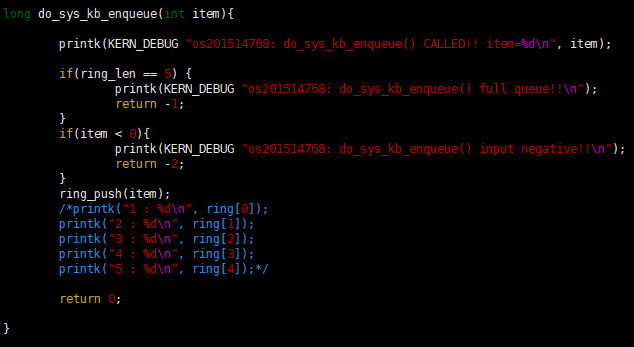 long do_sys_kb_enqueue(int item){
printk(KERN_DEBUG "os201514768: do_sys_kb_enqueue() CALLED!! item=%d\n", item);
if(ring_len == 5) {
printk(KERN_DEBUG "os201514768: do_sys_kb_enqueue() full queue!!\n");
return -1;
}
if(item < 0){
printk(KERN_DEBUG "os201514768: do_sys_kb_enqueue() input negative!!\n");
return -2;
}
ring_push(item);
/*printk("1 : %d\n", ring[0]);
printk("2 : %d\n", ring[1]);
printk("3 : %d\n", ring[2]);
printk("4 : %d\n", ring[3]);
printk("5 : %d\n", ring[4]);*/
return 0;
}